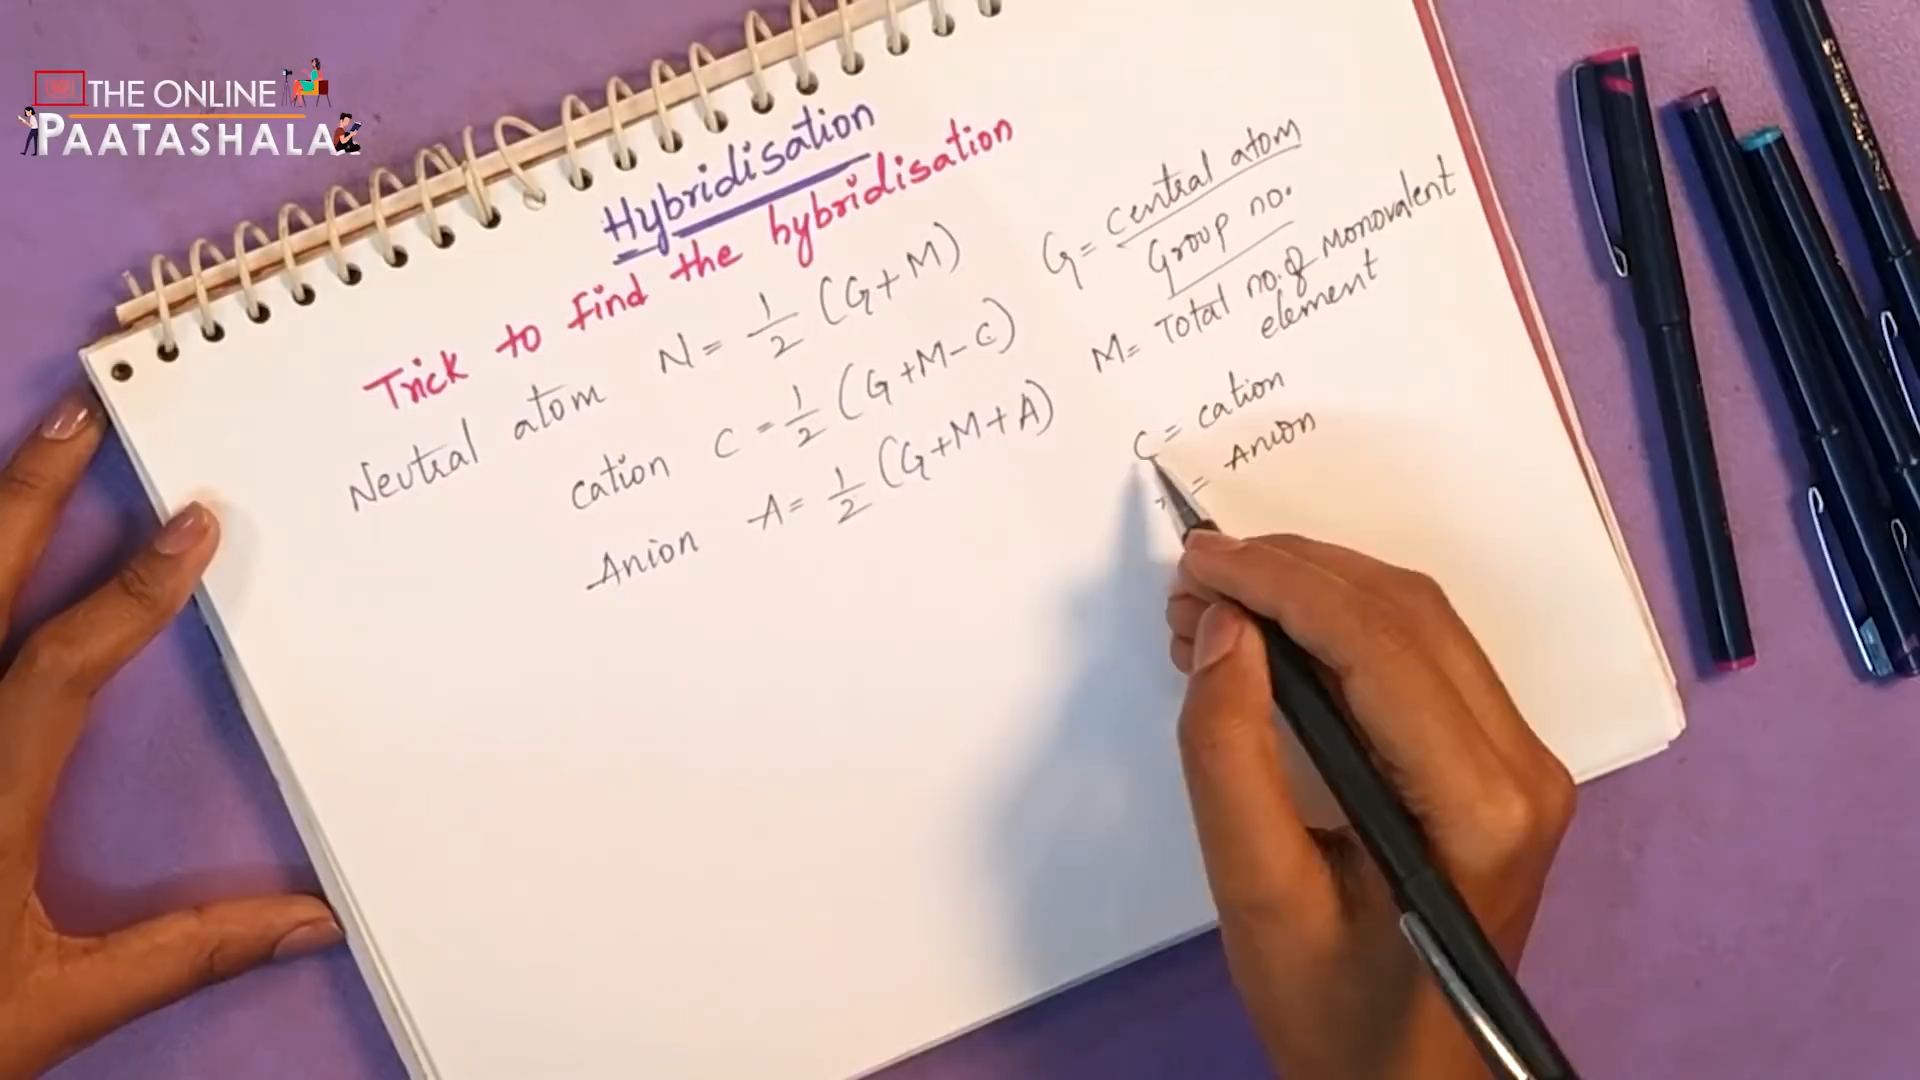 THE ONLINE
PAATASHALA
Hybridisation
Trick to find the hybridisation
Neutral atom N = 1/2 (G + M)
cation C = 1/2 (G + M - C)
Anion A = 1/2 (G + M + A)
G = central atom
Group no.
M = Total no. of Monovalent
element
C = cation
= Anion